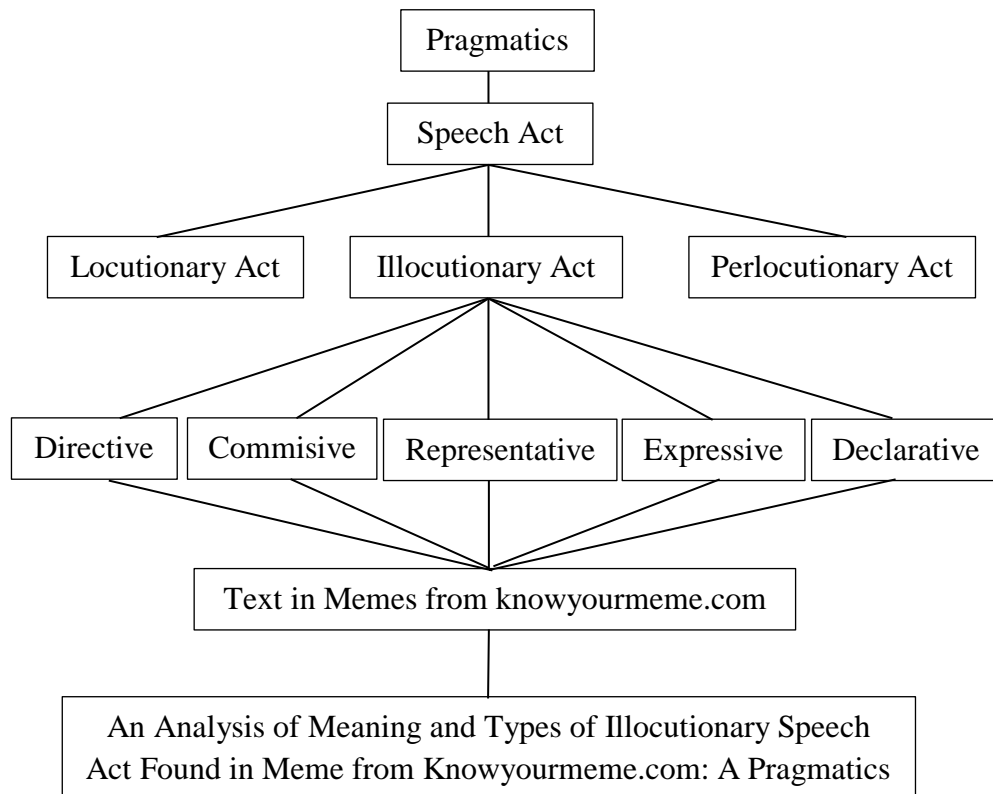 Pragmatics
Speech Act
Locutionary Act
Illocutionary Act
Perlocutionary Act
Directive
Commisive
Representative
Expressive
Declarative
Text in Memes from knowyourmeme.com
An Analysis of Meaning and Types of Illocutionary Speech
Act Found in Meme from Knowyourmeme.com: A Pragmatics